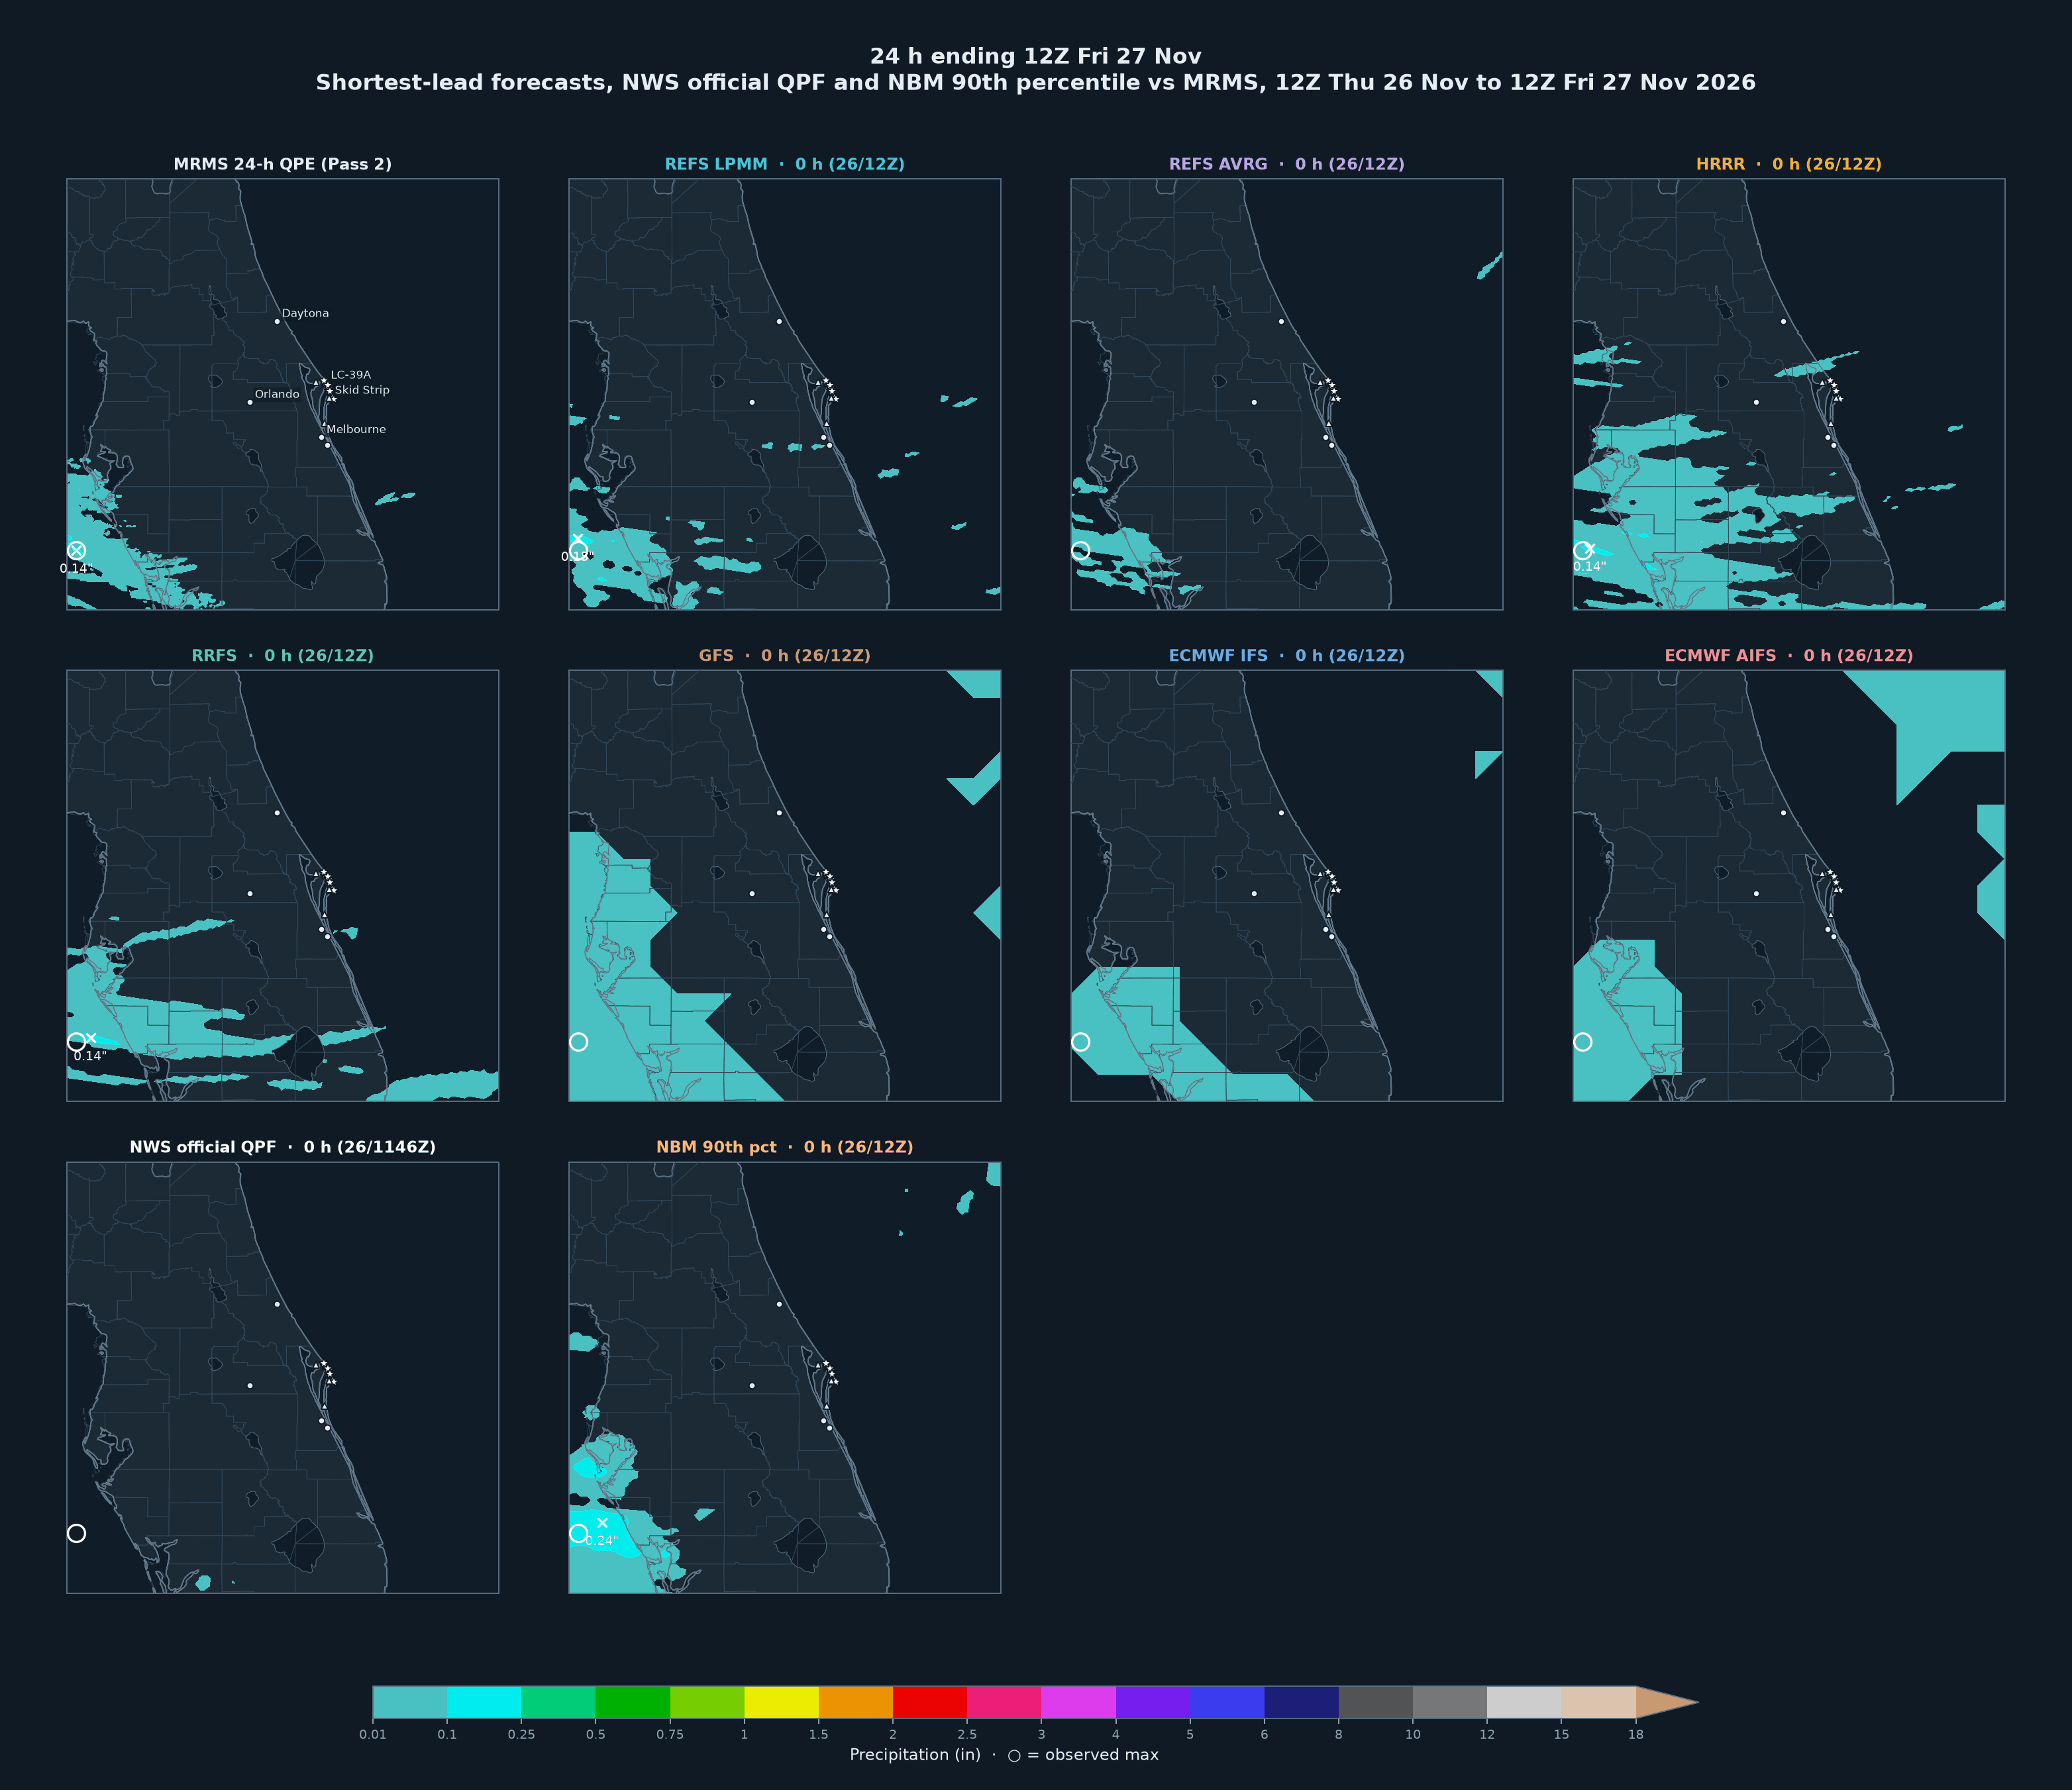 24 h ending 12Z Fri 27 Nov
Shortest-lead forecasts, NWS official QPF and NBM 90th percentile vs MRMS, 12Z Thu 26 Nov to 12Z Fri 27 Nov 2026
MRMS 24-h QPE (Pass 2)
REFS LPMM · 0 h (26/12Z)
REFS AVRG · 0 h (26/12Z)
HRRR · 0 h (26/12Z)
Daytona
LC-39A
Skid Strip
Orlando
Melbourne
0.14"
0.14"
RRFS · 0 h (26/12Z)
GFS · 0 h (26/12Z)
ECMWF IFS · 0 h (26/12Z)
ECMWF AIFS · 0 h (26/12Z)
0.14"
NWS official QPF · 0 h (26/1146Z)
NBM 90th pct · 0 h (26/12Z)
0.24"
0.01 0.1 0.25 0.5 0.75 1 1.5 2 2.5 3 4 5 6 8 10 12 15 18
Precipitation (in) · ○ = observed max